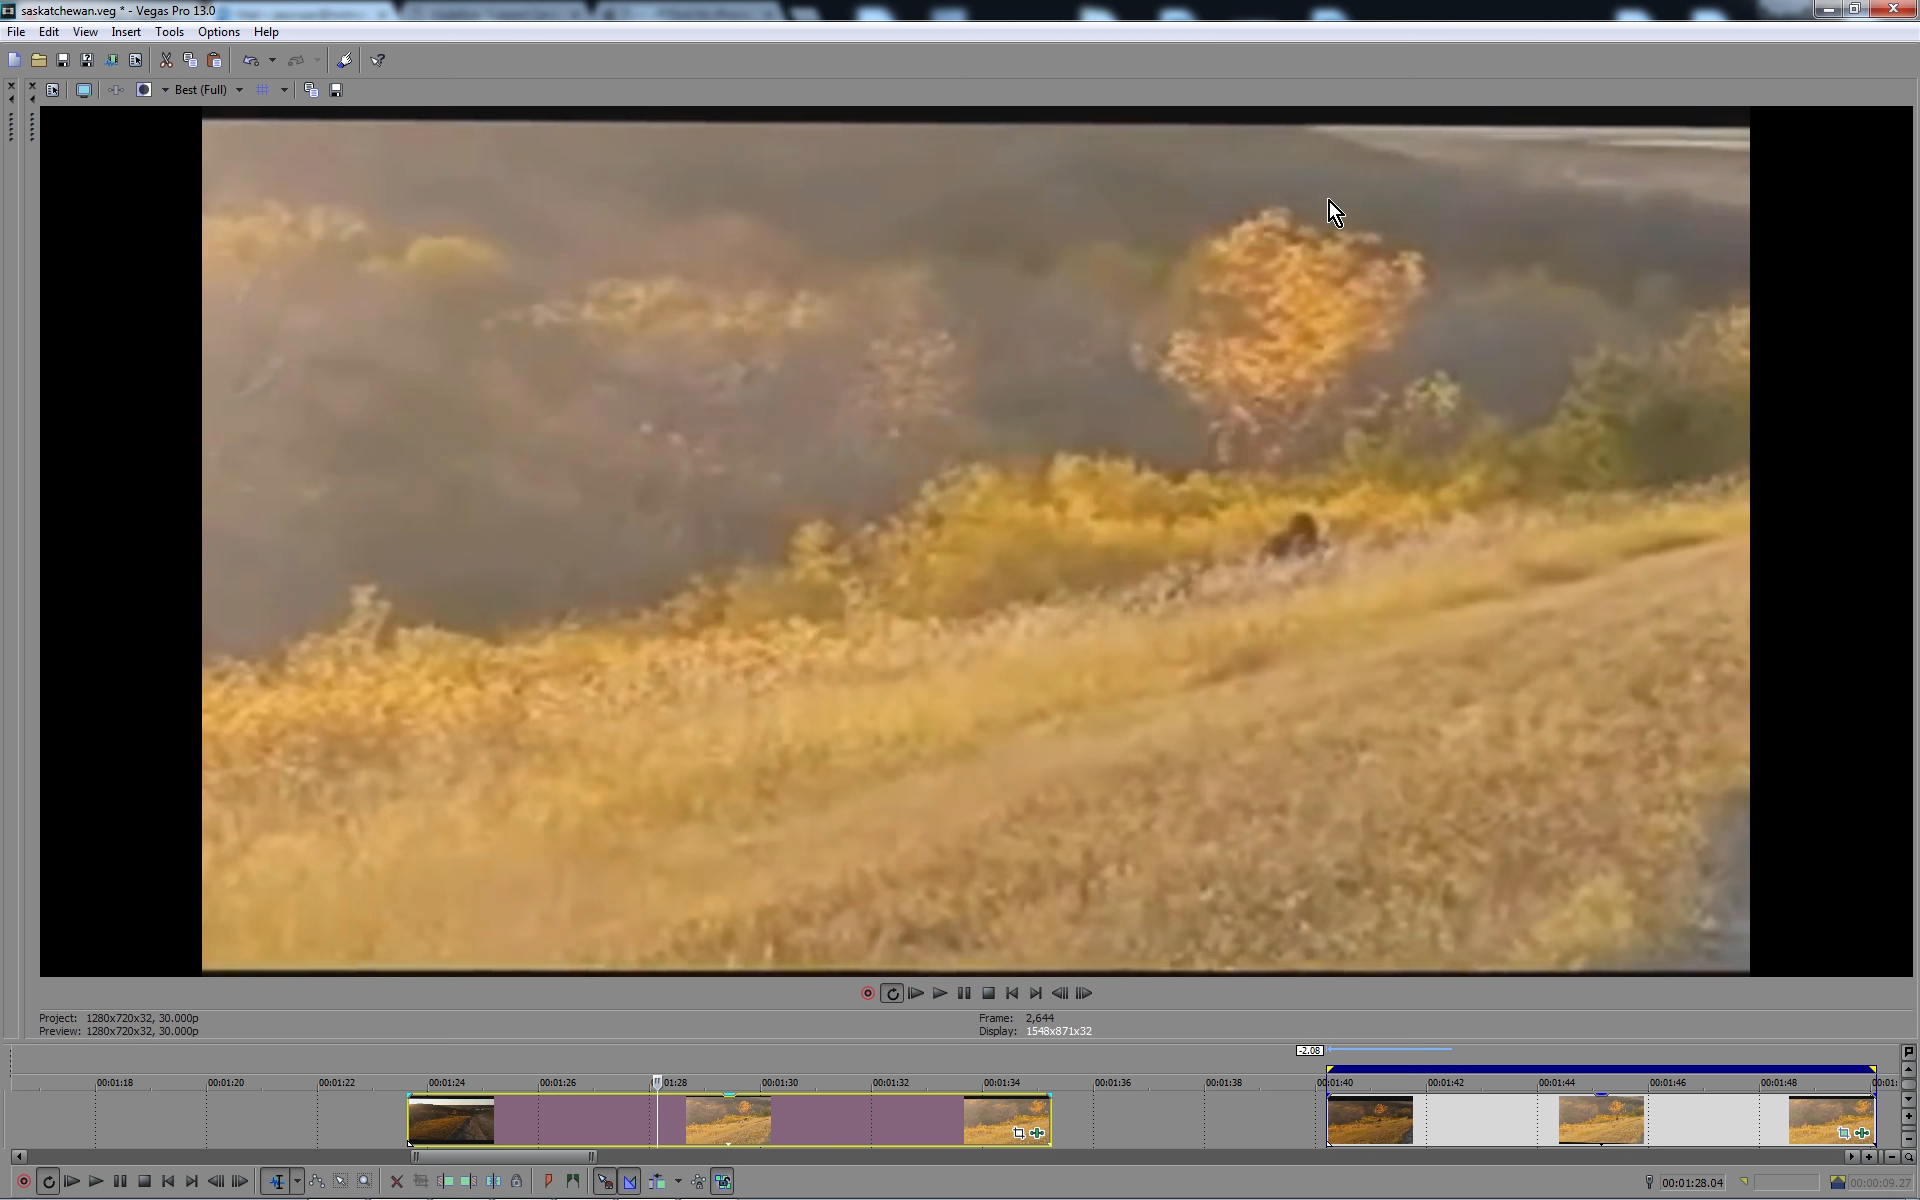 saskatchewan.veg * - Vegas Pro 13.0
File Edit View Insert Tools Options Help
Best (Full)
Project: 1280x720x32, 30.000p
Preview: 1280x720x32, 30.000p
Frame: 2,644
Display: 1548x871x32
-2.08
00:01:18 00:01:20 00:01:22 00:01:24 00:01:26 :01:28 00:01:30 00:01:32 00:01:34 00:01:36 00:01:38 00:01:40 00:01:42 00:01:44 00:01:46 00:01:48 00:01:
00:01:28.04
00:00:09.27